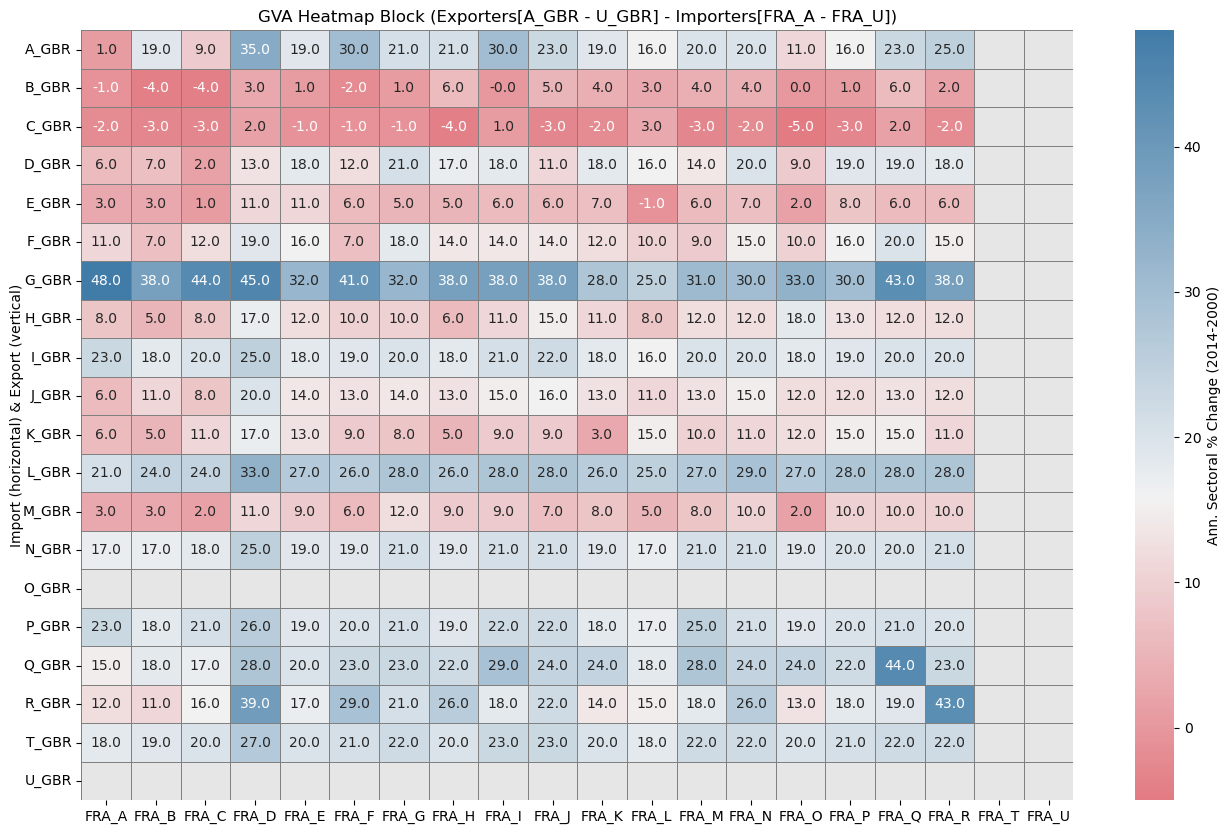 GVA Heatmap Block (Exporters[A_GBR - U_GBR] - Importers[FRA_A - FRA_U])
Import (horizontal) & Export (vertical)
A_GBR 1.0 19.0 9.0 35.0 19.0 30.0 21.0 21.0 30.0 23.0 19.0 16.0 20.0 20.0 11.0 16.0 23.0 25.0
B_GBR -1.0 -4.0 -4.0 3.0 1.0 -2.0 1.0 6.0 -0.0 5.0 4.0 3.0 4.0 4.0 0.0 1.0 6.0 2.0
C_GBR -2.0 -3.0 -3.0 2.0 -1.0 -1.0 -1.0 -4.0 1.0 -3.0 -2.0 3.0 -3.0 -2.0 -5.0 -3.0 2.0 -2.0
D_GBR 6.0 7.0 2.0 13.0 18.0 12.0 21.0 17.0 18.0 11.0 18.0 16.0 14.0 20.0 9.0 19.0 19.0 18.0
E_GBR 3.0 3.0 1.0 11.0 11.0 6.0 5.0 5.0 6.0 6.0 7.0 -1.0 6.0 7.0 2.0 8.0 6.0 6.0
F_GBR 11.0 7.0 12.0 19.0 16.0 7.0 18.0 14.0 14.0 14.0 12.0 10.0 9.0 15.0 10.0 16.0 20.0 15.0
G_GBR 48.0 38.0 44.0 45.0 32.0 41.0 32.0 38.0 38.0 38.0 28.0 25.0 31.0 30.0 33.0 30.0 43.0 38.0
H_GBR 8.0 5.0 8.0 17.0 12.0 10.0 10.0 6.0 11.0 15.0 11.0 8.0 12.0 12.0 18.0 13.0 12.0 12.0
I_GBR 23.0 18.0 20.0 25.0 18.0 19.0 20.0 18.0 21.0 22.0 18.0 16.0 20.0 20.0 18.0 19.0 20.0 20.0
J_GBR 6.0 11.0 8.0 20.0 14.0 13.0 14.0 13.0 15.0 16.0 13.0 11.0 13.0 15.0 12.0 12.0 13.0 12.0
K_GBR 6.0 5.0 11.0 17.0 13.0 9.0 8.0 5.0 9.0 9.0 3.0 15.0 10.0 11.0 12.0 15.0 15.0 11.0
L_GBR 21.0 24.0 24.0 33.0 27.0 26.0 28.0 26.0 28.0 28.0 26.0 25.0 27.0 29.0 27.0 28.0 28.0 28.0
M_GBR 3.0 3.0 2.0 11.0 9.0 6.0 12.0 9.0 9.0 7.0 8.0 5.0 8.0 10.0 2.0 10.0 10.0 10.0
N_GBR 17.0 17.0 18.0 25.0 19.0 19.0 21.0 19.0 21.0 21.0 19.0 17.0 21.0 21.0 19.0 20.0 20.0 21.0
O_GBR
P_GBR 23.0 18.0 21.0 26.0 19.0 20.0 21.0 19.0 22.0 22.0 18.0 17.0 25.0 21.0 19.0 20.0 21.0 20.0
Q_GBR 15.0 18.0 17.0 28.0 20.0 23.0 23.0 22.0 29.0 24.0 24.0 18.0 28.0 24.0 24.0 22.0 44.0 23.0
R_GBR 12.0 11.0 16.0 39.0 17.0 29.0 21.0 26.0 18.0 22.0 14.0 15.0 18.0 26.0 13.0 18.0 19.0 43.0
T_GBR 18.0 19.0 20.0 27.0 20.0 21.0 22.0 20.0 23.0 23.0 20.0 18.0 22.0 22.0 20.0 21.0 22.0 22.0
U_GBR
FRA_A FRA_B FRA_C FRA_D FRA_E FRA_F FRA_G FRA_H FRA_I FRA_J FRA_K FRA_L FRA_M FRA_N FRA_O FRA_P FRA_Q FRA_R FRA_T FRA_U
40
30
20
10
0
Ann. Sectoral % Change (2014-2000)